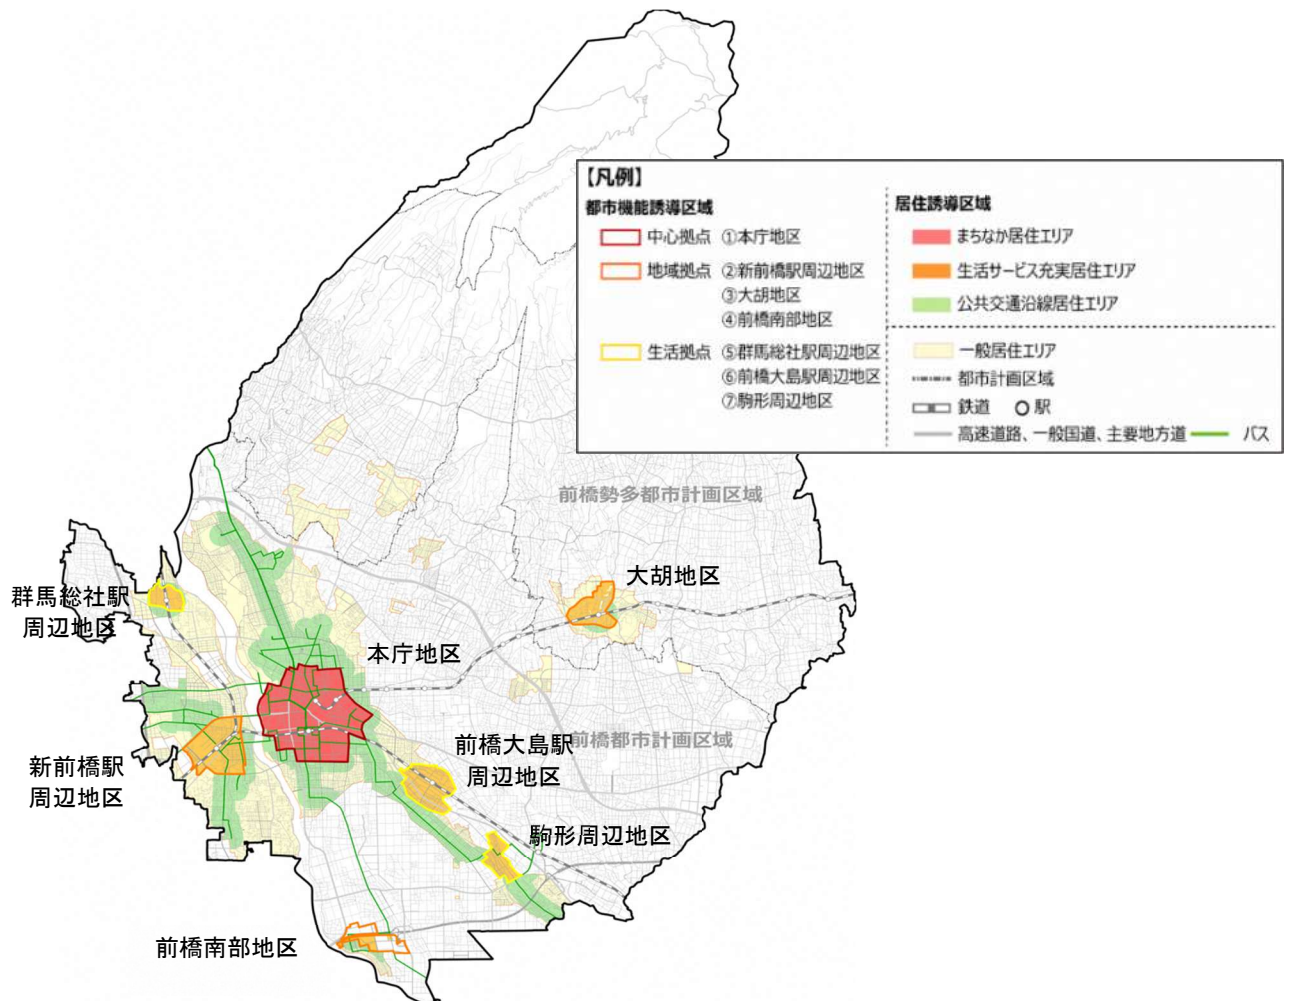 【凡例】
都市機能誘導区域
中心拠点 ①本庁地区
地域拠点 ②新前橋駅周辺地区
③大胡地区
④前橋南部地区
生活拠点 ⑤群馬総社駅周辺地区
⑥前橋大島駅周辺地区
⑦駒形周辺地区
居住誘導区域
まちなか居住エリア
生活サービス充実居住エリア
公共交通沿線居住エリア
一般居住エリア
都市計画区域
鉄道 駅
高速道路、一般国道、主要地方道 バス
前橋勢多都市計画区域
大胡地区
群馬総社駅
周辺地区
本庁地区
前橋都市計画区域
前橋大島駅
周辺地区
新前橋駅
周辺地区
駒形周辺地区
前橋南部地区